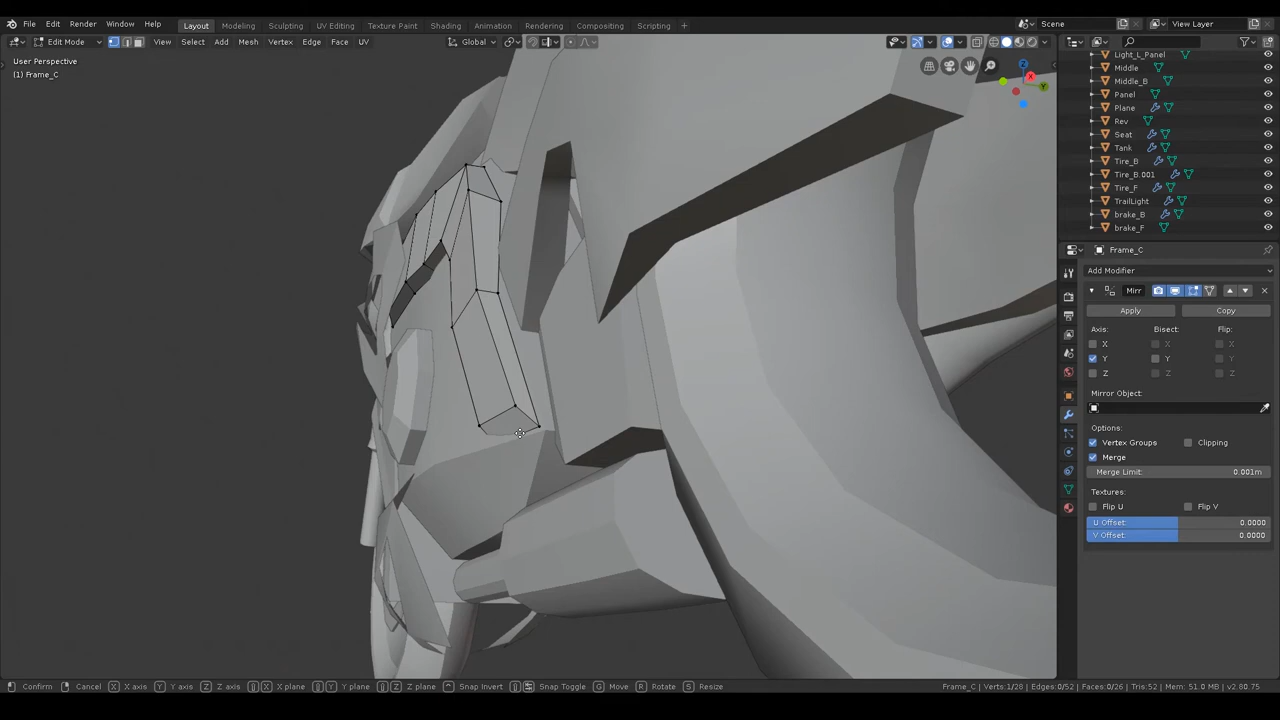 File Edit Render Window Help Layout Modeling Sculpting UV Editing Texture Paint Shading Animation Rendering Compositing Scripting + Scene View Layer
Edit Mode View Select Add Mesh Vertex Edge Face UV Global
User Perspective
(1) Frame_C
Z
X
Y
Light_L_Panel
Middle
Middle_B
Panel
Plane
Rev
Seat
Tank
Tire_B
Tire_B.001
Tire_F
TrailLight
brake_B
brake_F
Frame_C
Add Modifier
Mirr
Apply Copy
Axis: Bisect: Flip:
X X X
Y Y Y
Z Z Z
Mirror Object:
Options:
Vertex Groups Clipping
Merge
Merge Limit: 0.001m
Textures:
Flip U Flip V
U Offset: 0.0000
V Offset: 0.0000
Confirm Cancel X X axis Y Y axis Z Z axis X X plane Y Y plane Z Z plane Snap Invert Snap Toggle G Move R Rotate S Resize Frame_C | Verts:1/28 | Edges:0/52 | Faces:0/26 | Tris:52 | Mem: 51.0 MB | v2.80.75